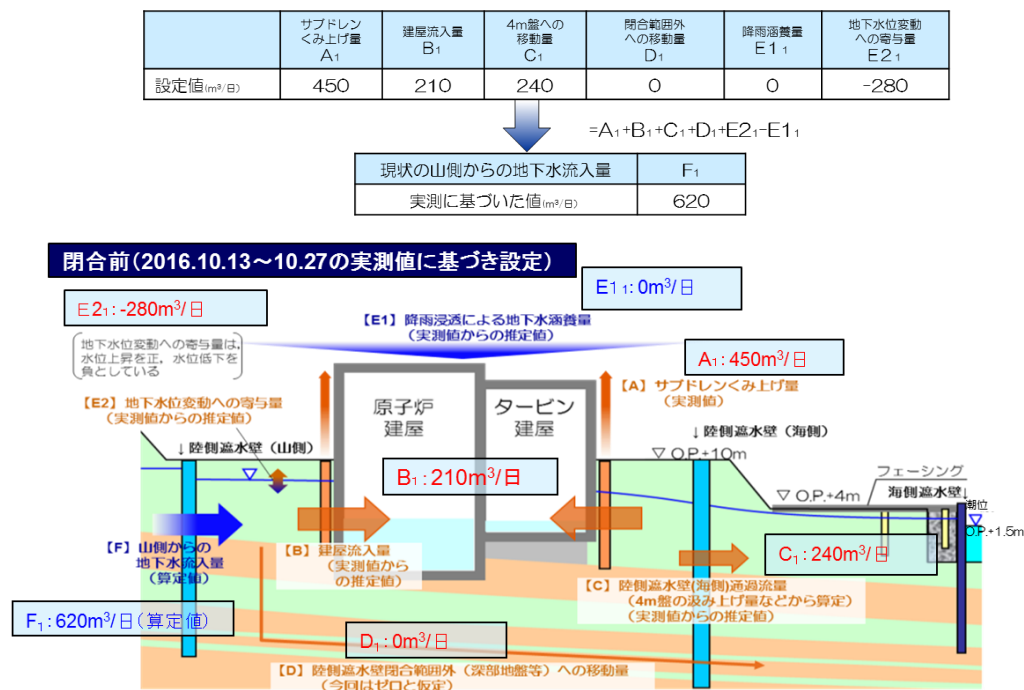 サブドレン
くみ上げ量
A₁
建屋流入量
B₁
4m盤への
移動量
C₁
閉合範囲外
への移動量
D₁
降雨涵養量
E1₁
地下水位変動
への寄与量
E2₁
設定値(m³/日) 450 210 240 0 0 -280
=A₁+B₁+C₁+D₁+E2₁-E1₁
現状の山側からの地下水流入量 F₁
実測に基づいた値(m³/日) 620
閉合前(2016.10.13～10.27の実測値に基づき設定)
E1₁:0m³/日
E2₁:-280m³/日
【E1】降雨浸透による地下水涵養量
(実測値からの推定値)
地下水位変動への寄与量は，
水位上昇を正，水位低下を
負としている
A₁:450m³/日
【A】サブドレンくみ上げ量
(実測値)
【E2】地下水位変動への寄与量
(実測値からの推定値)
原子炉
建屋
タービン
建屋
↓陸側遮水壁(山側)
↓陸側遮水壁(海側)
▽O.P.+10m
B₁:210m³/日
フェーシング
▽O.P.+4m
海側遮水壁↓
潮位
O.P.+1.5m
【F】山側からの
地下水流入量
(算定値)
【B】建屋流入量
(実測値から
の推定値)
C₁:240m³/日
【C】陸側遮水壁(海側)通過流量
(4m盤の汲み上げ量などから算定)
(実測値からの推定値)
F₁:620m³/日(算定値)
D₁:0m³/日
【D】陸側遮水壁閉合範囲外（深部地盤等）への移動量
(今回はゼロと仮定)